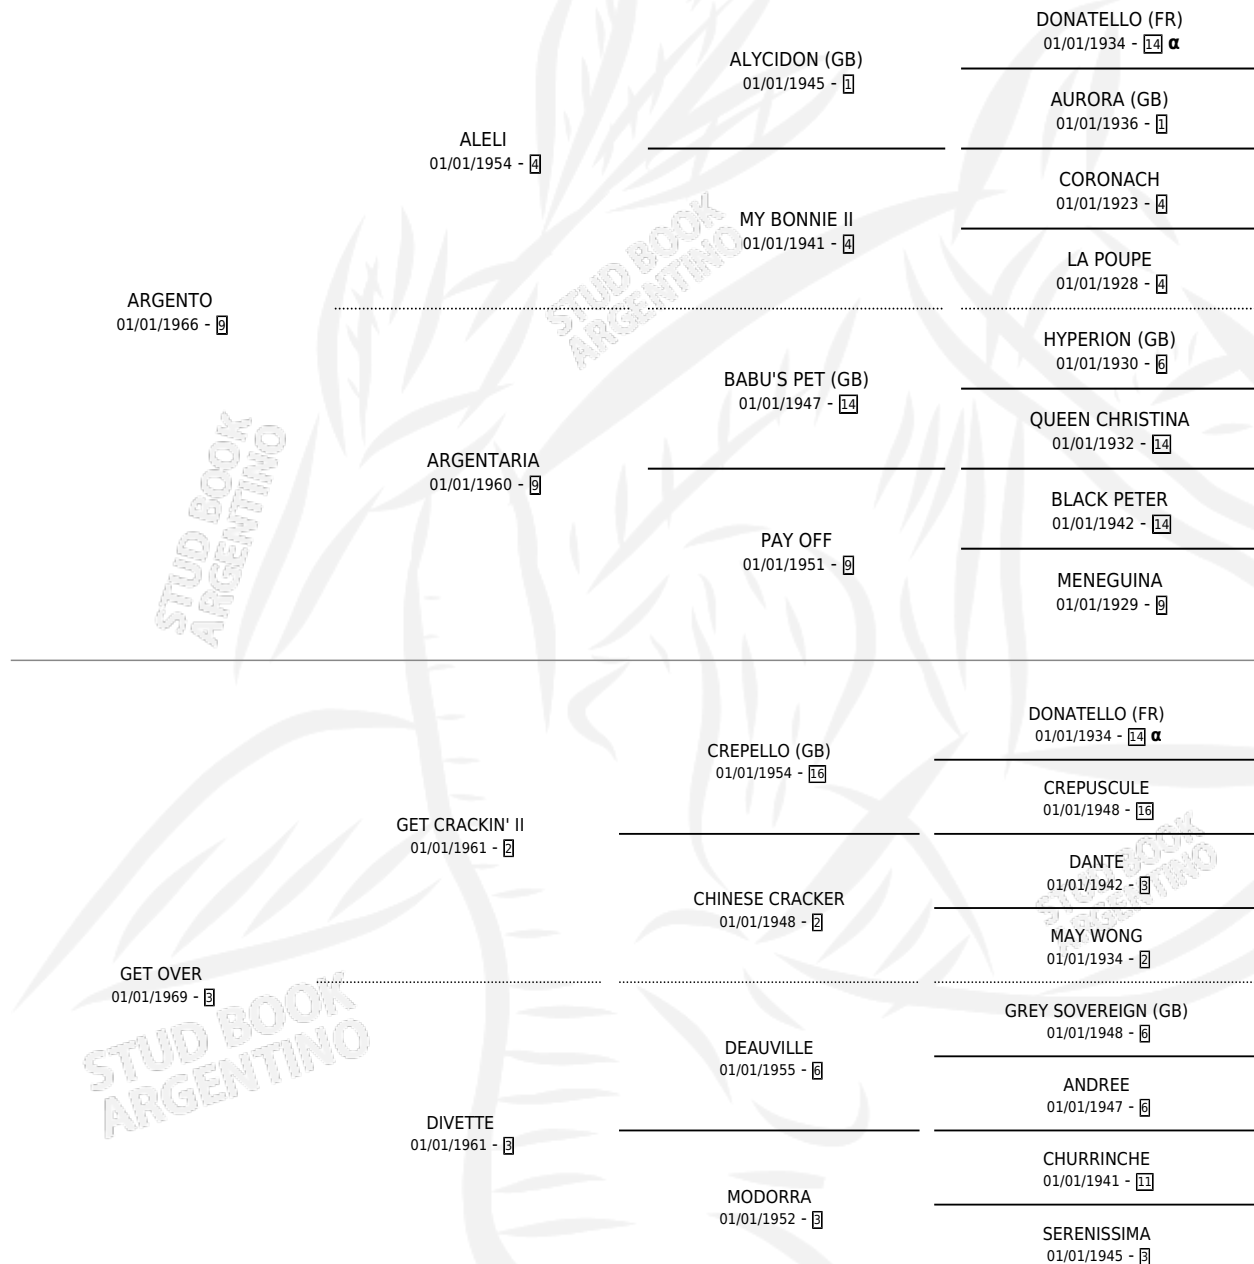 DONATELLO (FR)
01/01/1934 - 14 α
ALYCIDON (GB)
01/01/1945 - 1
AURORA (GB)
01/01/1936 - 1
ALELI
01/01/1954 - 4
CORONACH
01/01/1923 - 4
MY BONNIE II
01/01/1941 - 4
LA POUPE
01/01/1928 - 4
ARGENTO
01/01/1966 - 9
HYPERION (GB)
01/01/1930 - 6
BABU'S PET (GB)
01/01/1947 - 14
QUEEN CHRISTINA
01/01/1932 - 14
ARGENTARIA
01/01/1960 - 9
BLACK PETER
01/01/1942 - 14
PAY OFF
01/01/1951 - 9
MENEGUINA
01/01/1929 - 9
DONATELLO (FR)
01/01/1934 - 14 α
CREPELLO (GB)
01/01/1954 - 16
CREPUSCULE
01/01/1948 - 16
GET CRACKIN' II
01/01/1961 - 2
DANTE
01/01/1942 - 3
CHINESE CRACKER
01/01/1948 - 2
MAY WONG
01/01/1934 - 2
GET OVER
01/01/1969 - 3
GREY SOVEREIGN (GB)
01/01/1948 - 6
DEAUVILLE
01/01/1955 - 6
ANDREE
01/01/1947 - 6
DIVETTE
01/01/1961 - 3
CHURRINCHE
01/01/1941 - 11
MODORRA
01/01/1952 - 3
SERENISSIMA
01/01/1945 - 3
STUD BOOK
ARGENTINO
STUD BOOK
ARGENTINO
STUD BOOK
ARGENTINO
STUD BOOK
ARGENTINO